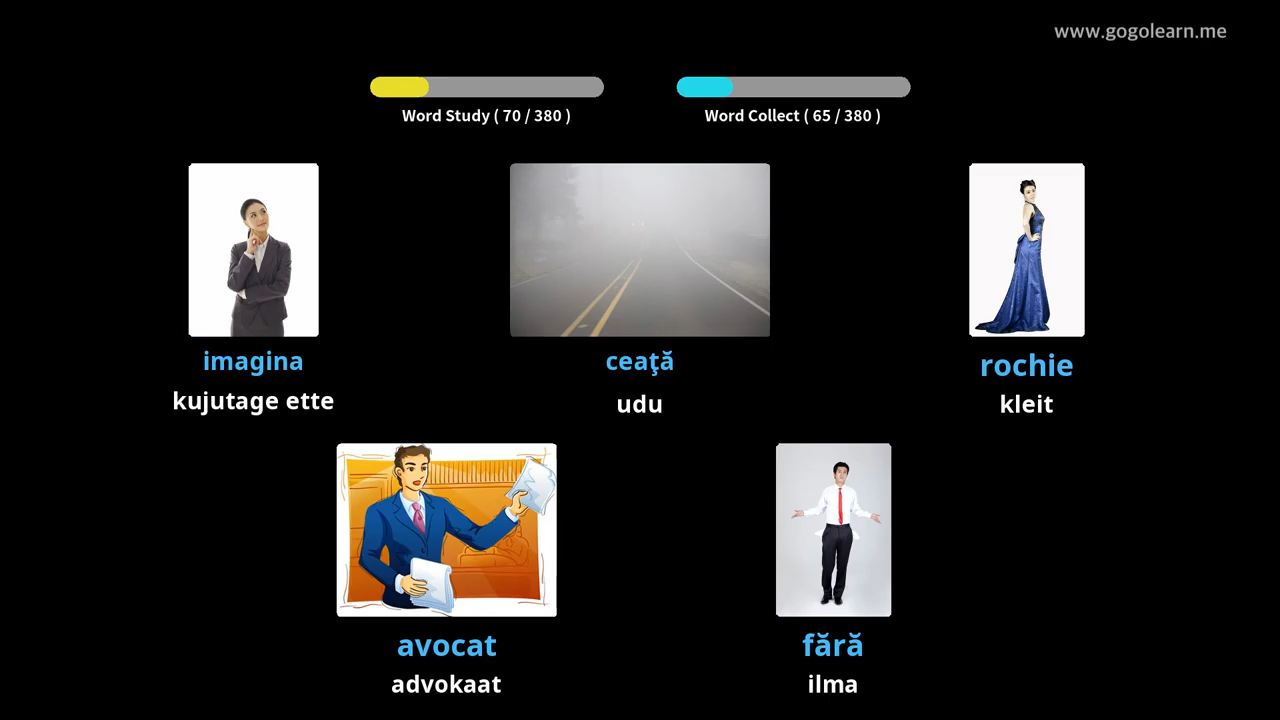 www.gogolearn.me
Word Study ( 70 / 380 )
Word Collect ( 65 / 380 )
imagina
kujutage ette
ceaţă
udu
rochie
kleit
avocat
advokaat
fără
ilma